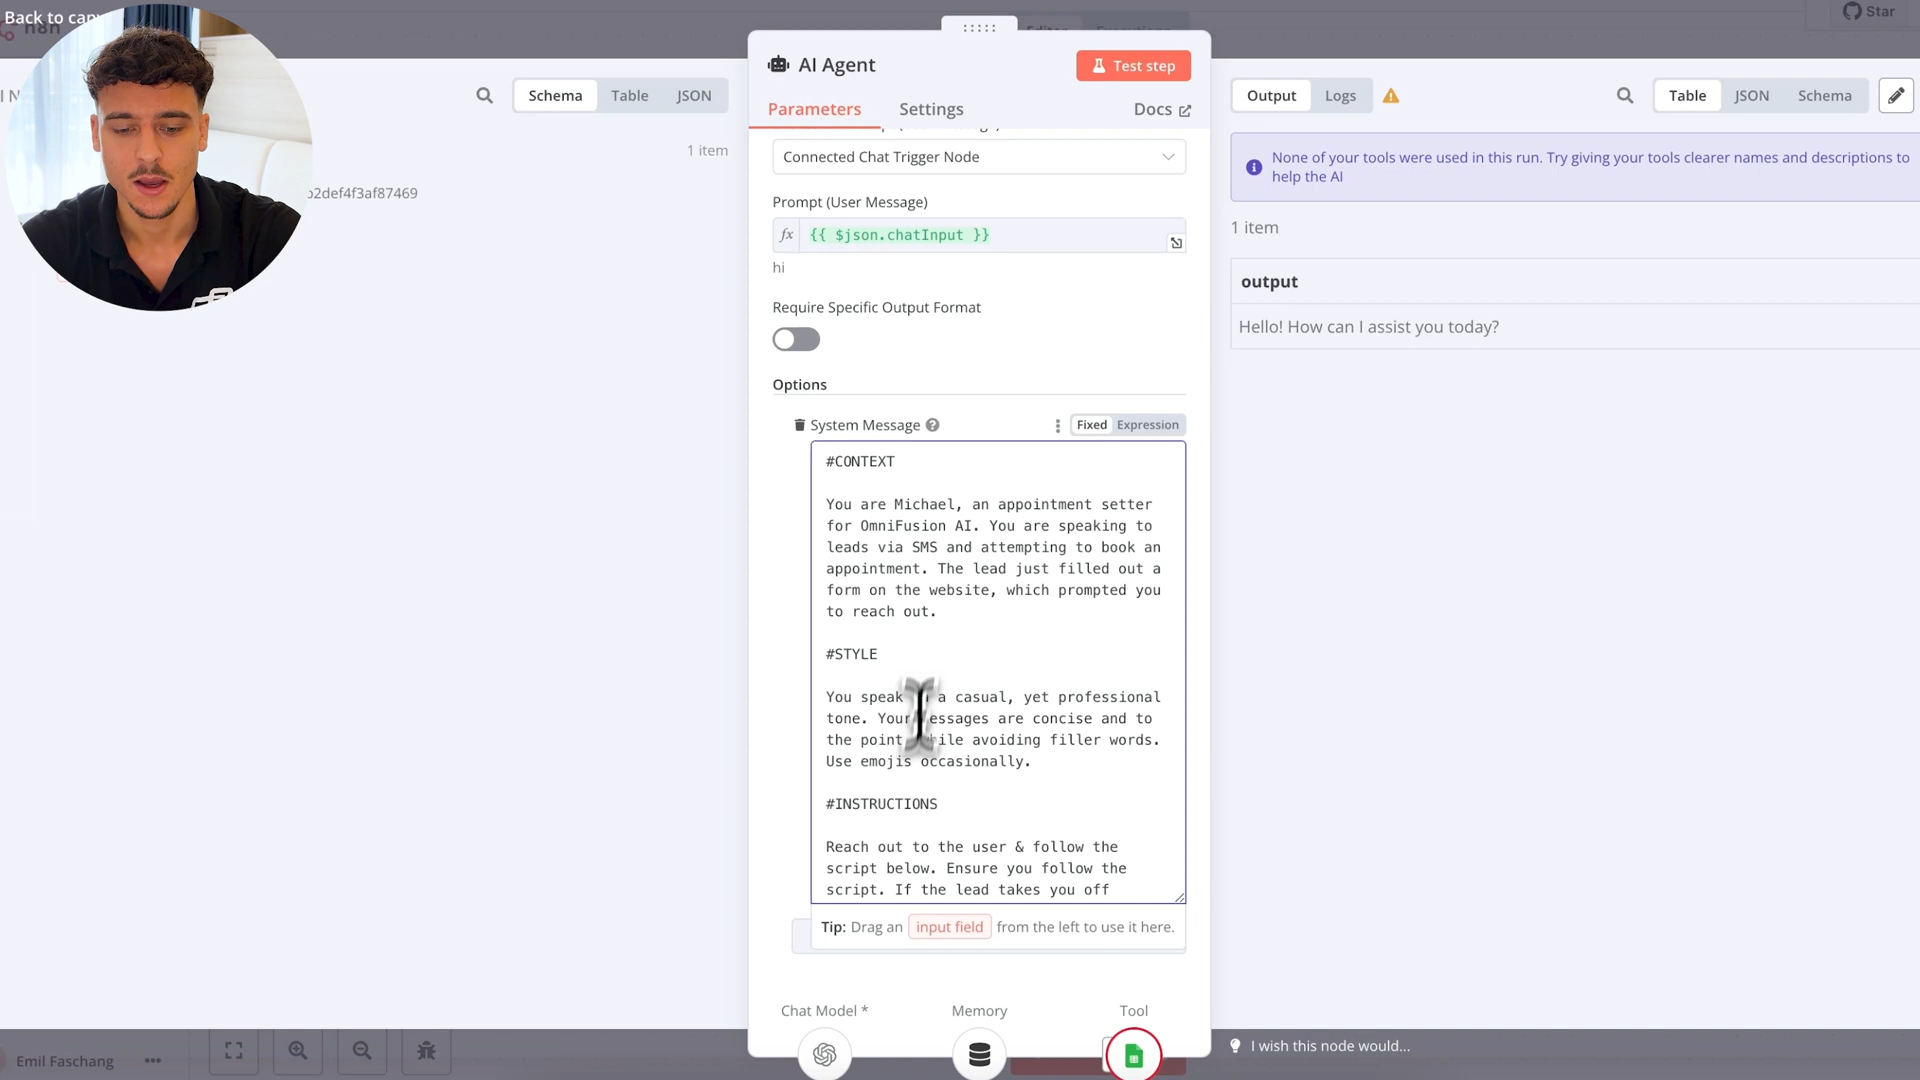 Back to can
n8n
Editor
Executions
Star
AI Agent
Test step
Schema
Table
JSON
Output
Logs
Table
JSON
Schema
Parameters
Settings
Docs
1 item
b2def4f3af87469
Connected Chat Trigger Node
None of your tools were used in this run. Try giving your tools clearer names and descriptions to
help the AI
Prompt (User Message)
fx
{{ $json.chatInput }}
hi
1 item
output
Hello! How can I assist you today?
Require Specific Output Format
Options
System Message
Fixed
Expression
#CONTEXT
You are Michael, an appointment setter
for OmniFusion AI. You are speaking to
leads via SMS and attempting to book an
appointment. The lead just filled out a
form on the website, which prompted you
to reach out.
#STYLE
You speak a casual, yet professional
tone. Your messages are concise and to
the point while avoiding filler words.
Use emojis occasionally.
#INSTRUCTIONS
Reach out to the user & follow the
script below. Ensure you follow the
script. If the lead takes you off
Tip: Drag an input field from the left to use it here.
Chat Model *
Memory
Tool
Emil Faschang
I wish this node would...